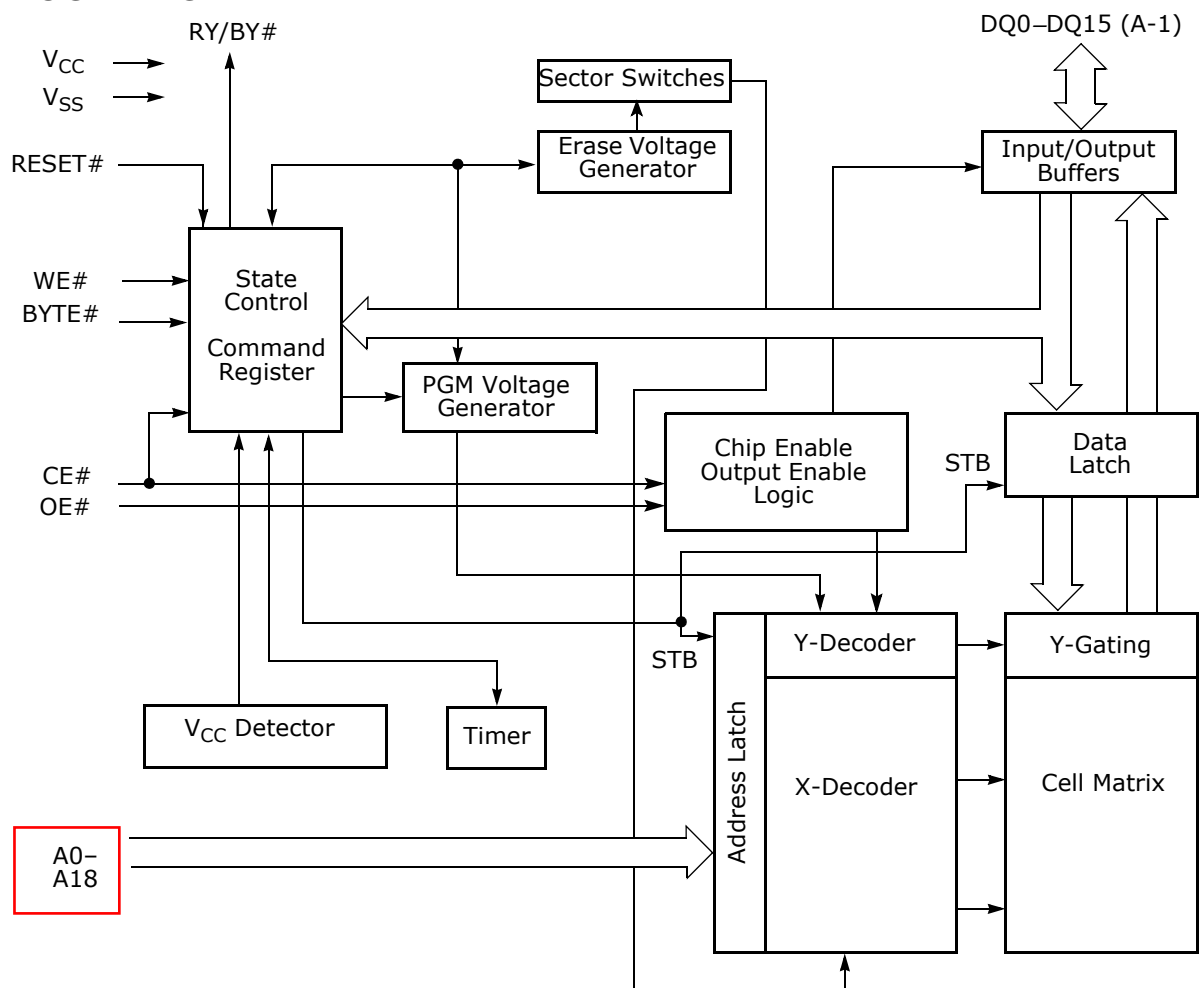 RY/BY#
DQ0–DQ15 (A-1)
VCC
VSS
Sector Switches
Erase Voltage
Generator
Input/Output
Buffers
RESET#
WE#
BYTE#
State
Control
Command
Register
PGM Voltage
Generator
Chip Enable
Output Enable
Logic
STB
Data
Latch
CE#
OE#
STB
Y-Decoder
Y-Gating
VCC Detector
Timer
Address Latch
X-Decoder
Cell Matrix
A0–
A18